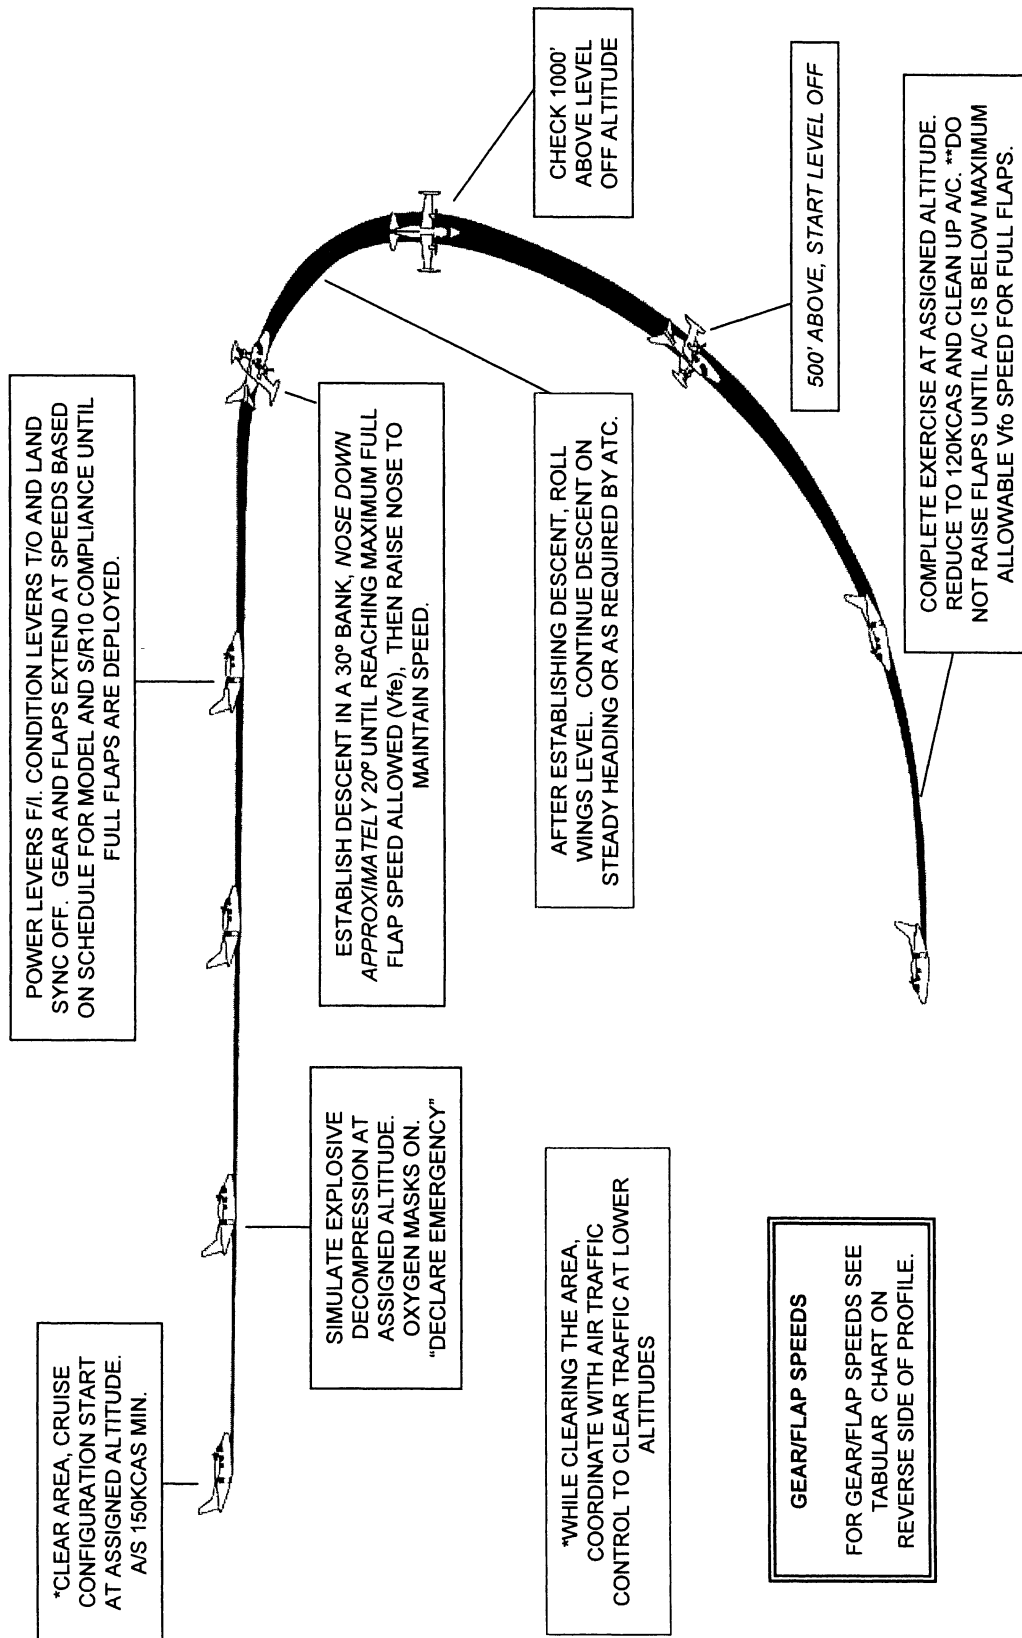 *CLEAR AREA, CRUISE
CONFIGURATION START
AT ASSIGNED ALTITUDE.
A/S 150KCAS MIN.
SIMULATE EXPLOSIVE
DECOMPRESSION AT
ASSIGNED ALTITUDE.
OXYGEN MASKS ON.
"DECLARE EMERGENCY"
POWER LEVERS F/I. CONDITION LEVERS T/O AND LAND
SYNC OFF. GEAR AND FLAPS EXTEND AT SPEEDS BASED
ON SCHEDULE FOR MODEL AND S/R10 COMPLIANCE UNTIL
FULL FLAPS ARE DEPLOYED.
ESTABLISH DESCENT IN A 30º BANK, NOSE DOWN
APPROXIMATELY 20º UNTIL REACHING MAXIMUM FULL
FLAP SPEED ALLOWED (Vfe), THEN RAISE NOSE TO
MAINTAIN SPEED.
AFTER ESTABLISHING DESCENT, ROLL
WINGS LEVEL. CONTINUE DESCENT ON
STEADY HEADING OR AS REQUIRED BY ATC.
CHECK 1000'
ABOVE LEVEL
OFF ALTITUDE
500' ABOVE, START LEVEL OFF
COMPLETE EXERCISE AT ASSIGNED ALTITUDE.
REDUCE TO 120KCAS AND CLEAN UP A/C. **DO
NOT RAISE FLAPS UNTIL A/C IS BELOW MAXIMUM
ALLOWABLE Vfo SPEED FOR FULL FLAPS.
*WHILE CLEARING THE AREA,
COORDINATE WITH AIR TRAFFIC
CONTROL TO CLEAR TRAFFIC AT LOWER
ALTITUDES
GEAR/FLAP SPEEDS
FOR GEAR/FLAP SPEEDS SEE
TABULAR CHART ON
REVERSE SIDE OF PROFILE.